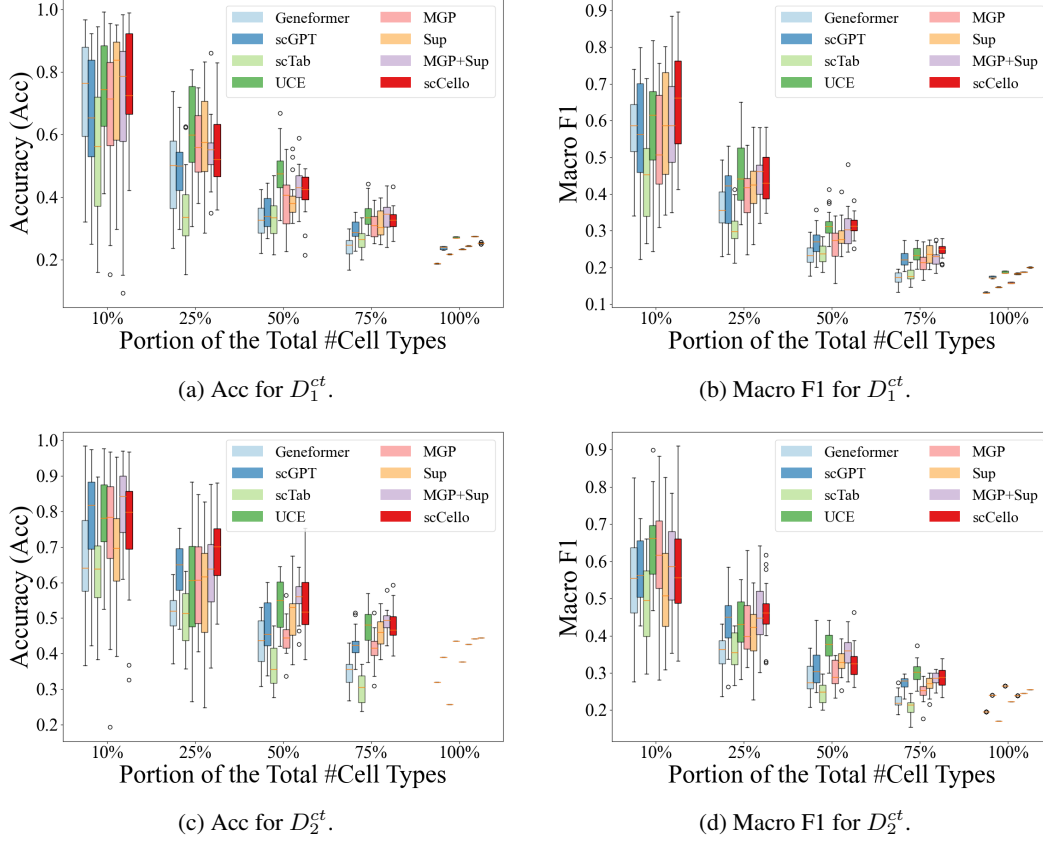 1.0
0.8
0.6
0.4
0.2
Accuracy (Acc)
Geneformer
scGPT
scTab
UCE
MGP
Sup
MGP+Sup
scCello
10%
25%
50%
75%
100%
Portion of the Total #Cell Types
(a) Acc for $D_1^{ct}$.
0.9
0.8
0.7
0.6
0.5
0.4
0.3
0.2
0.1
Macro F1
Geneformer
scGPT
scTab
UCE
MGP
Sup
MGP+Sup
scCello
10%
25%
50%
75%
100%
Portion of the Total #Cell Types
(b) Macro F1 for $D_1^{ct}$.
1.0
0.9
0.8
0.7
0.6
0.5
0.4
0.3
0.2
Accuracy (Acc)
Geneformer
scGPT
scTab
UCE
MGP
Sup
MGP+Sup
scCello
10%
25%
50%
75%
100%
Portion of the Total #Cell Types
(c) Acc for $D_2^{ct}$.
0.9
0.8
0.7
0.6
0.5
0.4
0.3
0.2
Macro F1
Geneformer
scGPT
scTab
UCE
MGP
Sup
MGP+Sup
scCello
10%
25%
50%
75%
100%
Portion of the Total #Cell Types
(d) Macro F1 for $D_2^{ct}$.